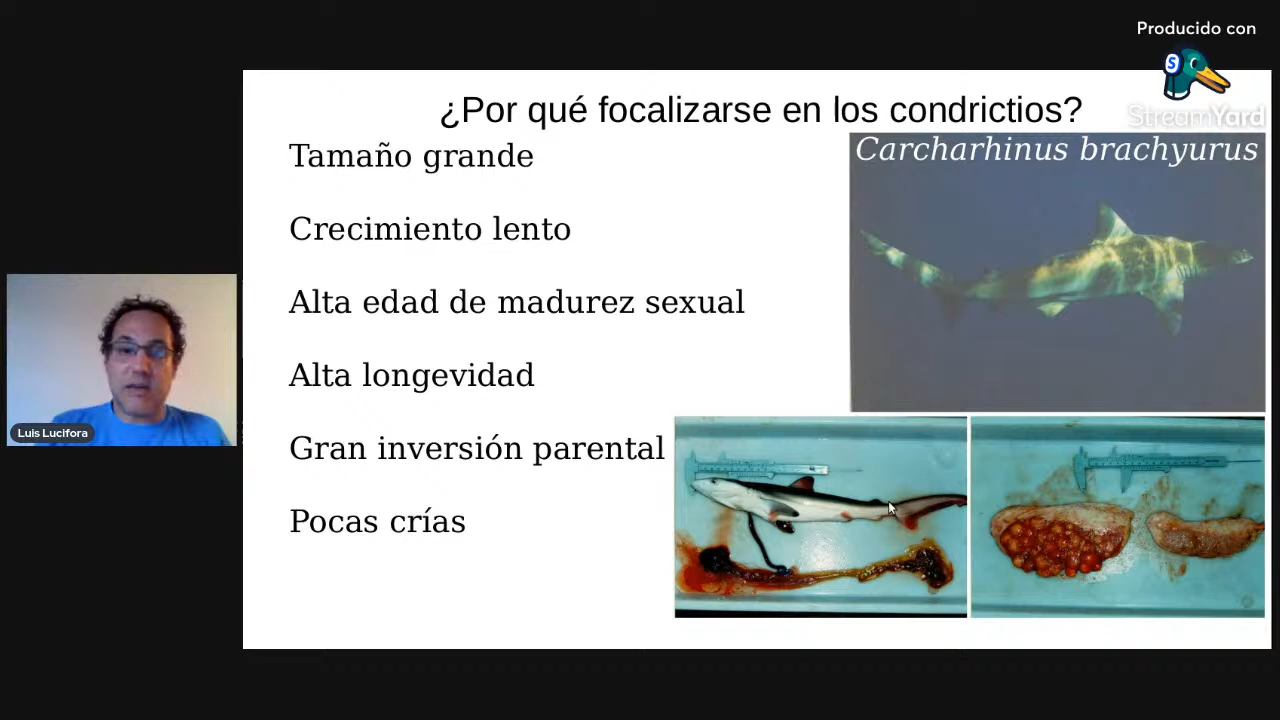 Producido con
StreamYard
¿Por qué focalizarse en los condrictios?
Tamaño grande
Carcharhinus brachyurus
Crecimiento lento
Alta edad de madurez sexual
Alta longevidad
Gran inversión parental
Pocas crías
Luis Lucifora
S